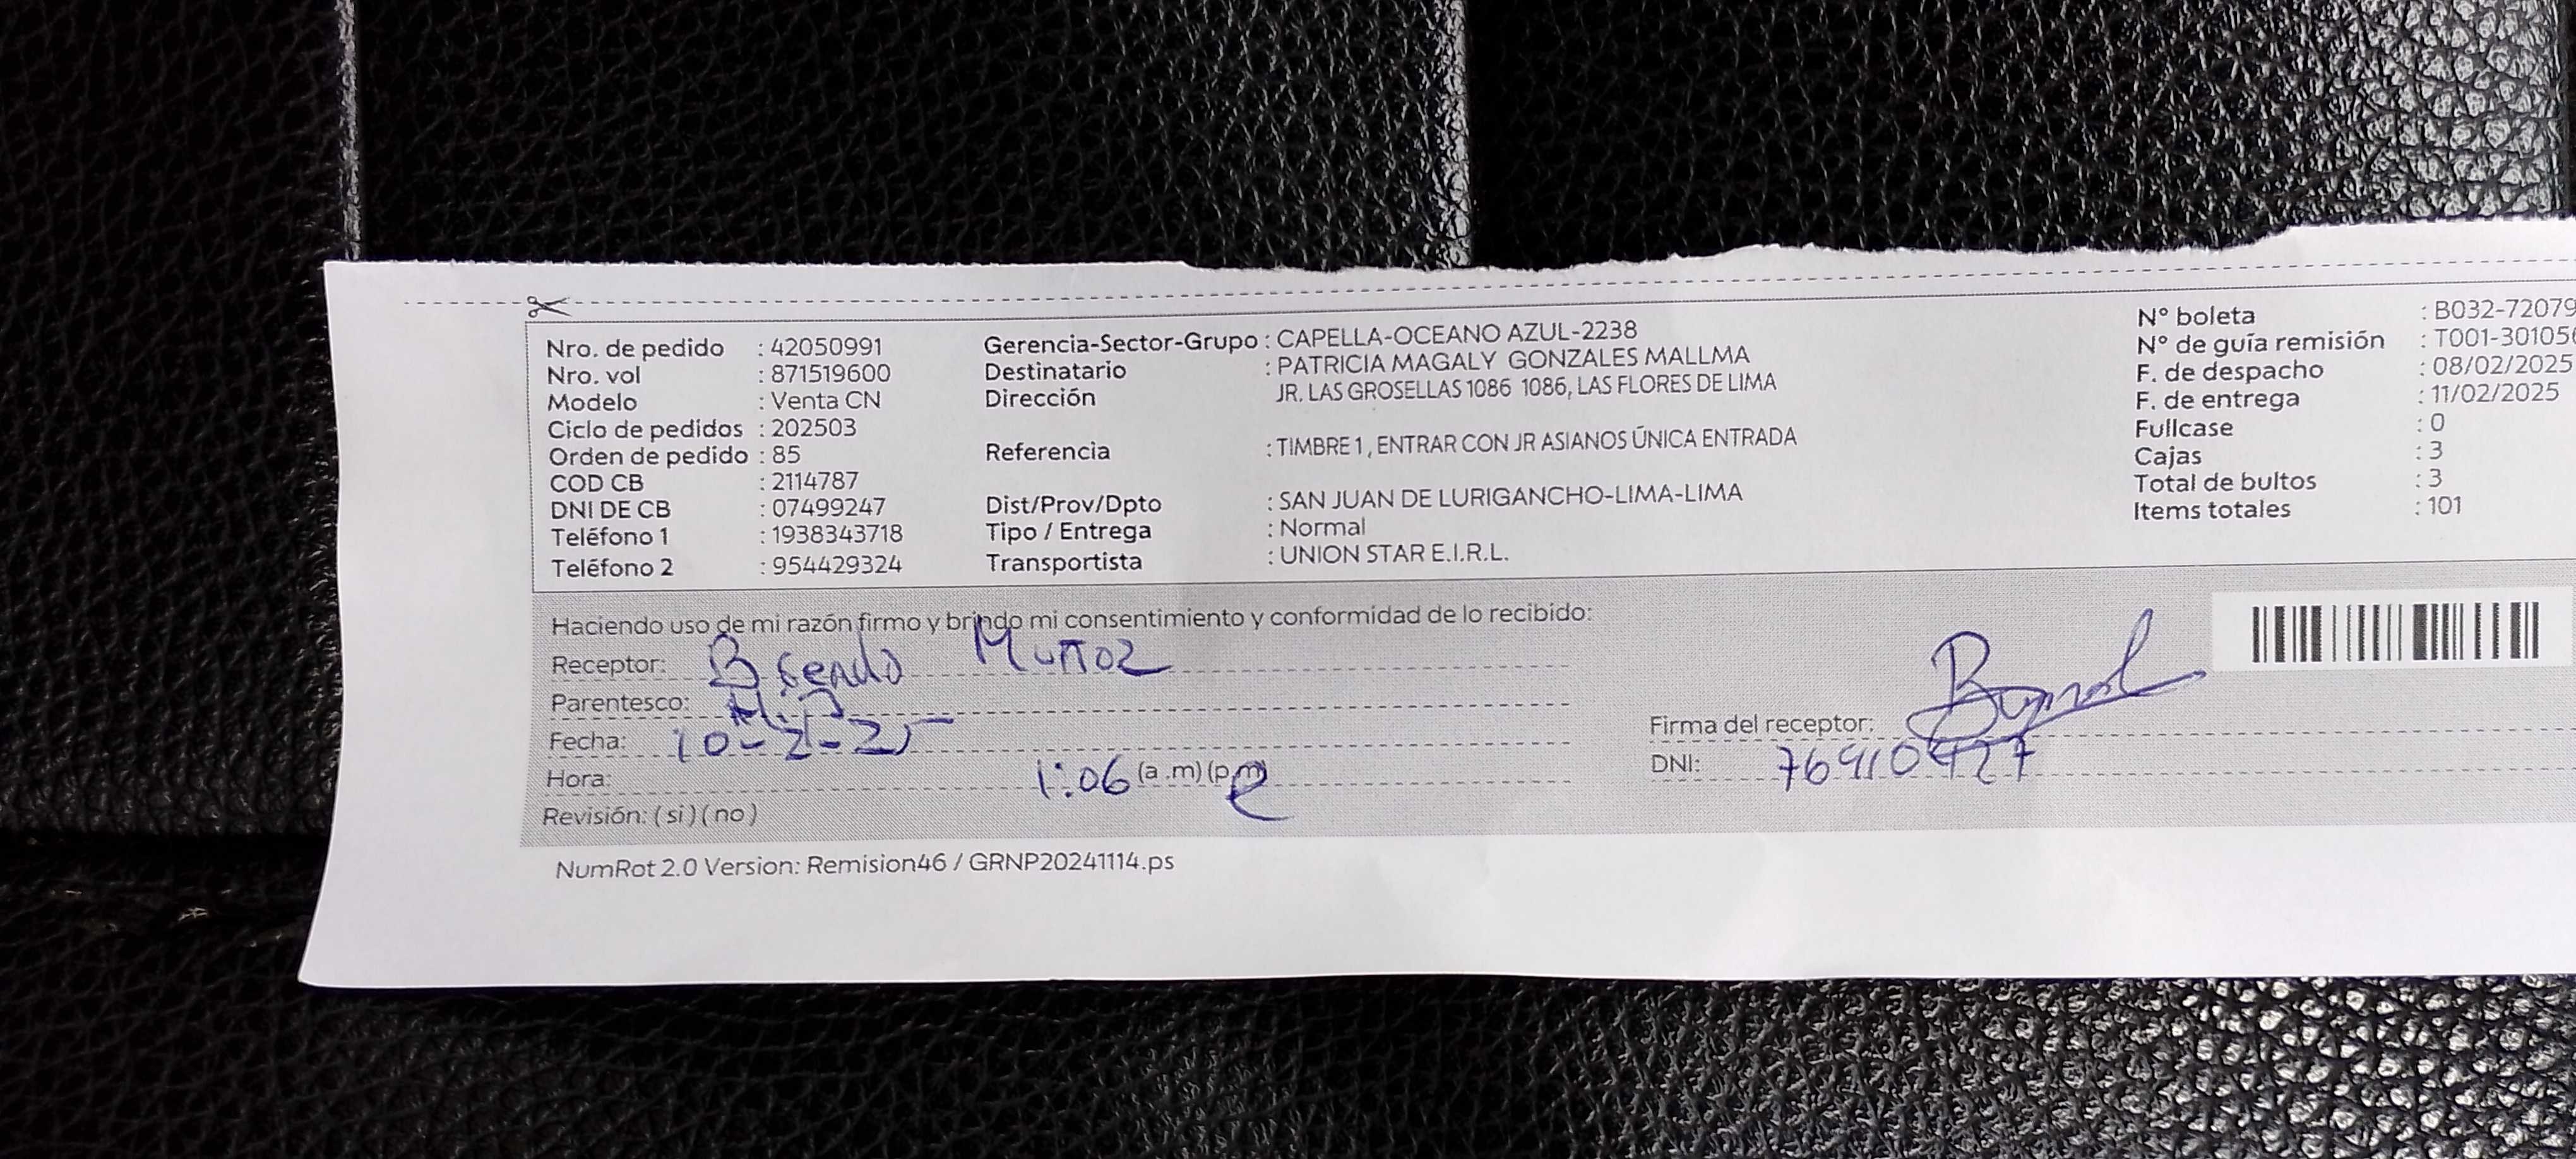 Nro. de pedido : 42050991
Nro. vol : 871519600
Modelo : Venta CN
Ciclo de pedidos : 202503
Orden de pedido : 85
COD CB : 2114787
DNI DE CB : 07499247
Teléfono 1 : 1938343718
Teléfono 2 : 954429324
Gerencia-Sector-Grupo : CAPELLA-OCEANO AZUL-2238
Destinatario : PATRICIA MAGALY GONZALES MALLMA
Dirección JR. LAS GROSELLAS 1086 1086, LAS FLORES DE LIMA
Referencia : TIMBRE 1, ENTRAR CON JR ASIANOS ÚNICA ENTRADA
Dist/Prov/Dpto : SAN JUAN DE LURIGANCHO-LIMA-LIMA
Tipo / Entrega : Normal
Transportista : UNION STAR E.I.R.L.
N° boleta : B032-72079
N° de guía remisión : T001-30105
F. de despacho : 08/02/2025
F. de entrega : 11/02/2025
Fullcase : 0
Cajas : 3
Total de bultos : 3
Items totales : 101
Haciendo uso de mi razón firmo y brindo mi consentimiento y conformidad de lo recibido:
Receptor: Muñoz
Parentesco:
Fecha: 10-2-25
Hora: 1:06 (a .m) (p.m)
Revisión: ( si ) ( no )
Firma del receptor:
DNI: 76910427
NumRot 2.0 Version: Remision46 / GRNP20241114.ps